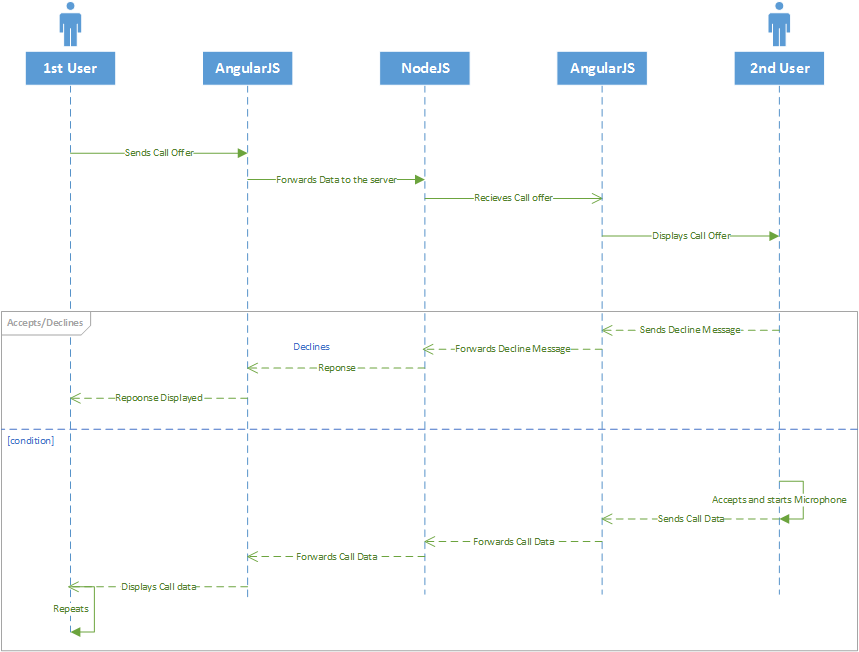 1st User
AngularJS
NodeJS
AngularJS
2nd User
Sends Call Offer
Forwards Data to the server
Recieves Call offer
Displays Call Offer
Accepts/Declines
Sends Decline Message
Declines
Forwards Decline Message
Reponse
Repoonse Displayed
[condition]
Accepts and starts Microphone
Sends Call Data
Forwards Call Data
Forwards Call Data
Displays Call data
Repeats